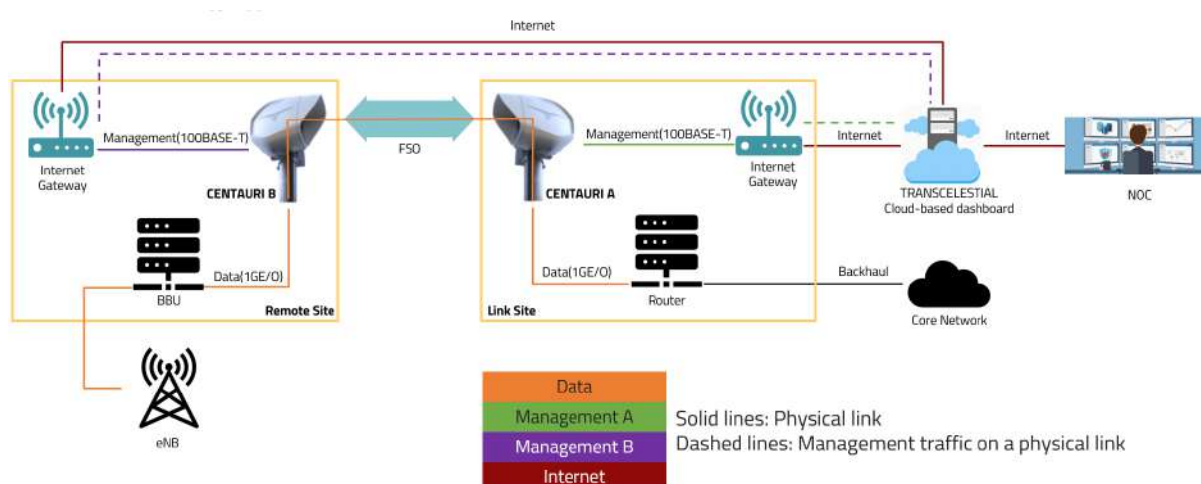 Internet
Management(100BASE-T)
FSO
Management(100BASE-T)
Internet
Internet
Internet
Gateway
CENTAURI B
CENTAURI A
Internet
Gateway
TRANSCELESTIAL
Cloud-based dashboard
NOC
Data(1GE/O)
BBU
Remote Site
Data(1GE/O)
Router
Link Site
Backhaul
Core Network
eNB
Data
Management A
Management B
Internet
Solid lines: Physical link
Dashed lines: Management traffic on a physical link